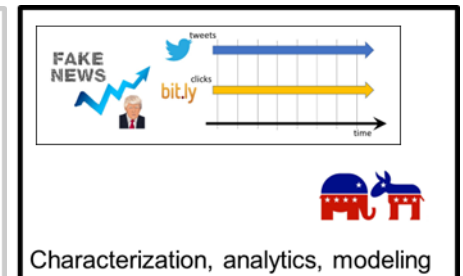 tweets
FAKE
NEWS
clicks
bit.ly
time
Characterization, analytics, modeling